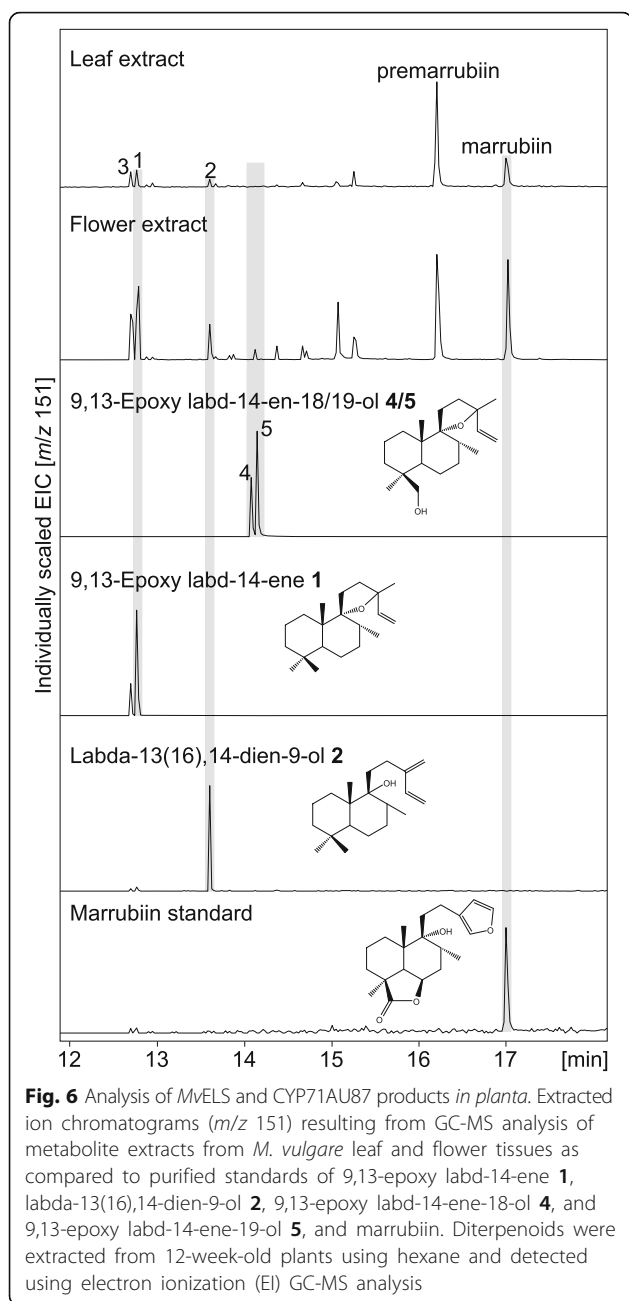 Leaf extract
premarrubiin
marrubiin
3
1
2
Flower extract
9,13-Epoxy labd-14-en-18/19-ol 4/5
5
4
O
OH
9,13-Epoxy labd-14-ene 1
O
Labda-13(16),14-dien-9-ol 2
OH
Marrubiin standard
O
OH
O
O
Individually scaled EIC [m/z 151]
12 13 14 15 16 17 [min]
Fig. 6 Analysis of MvELS and CYP71AU87 products in planta. Extracted
ion chromatograms (m/z 151) resulting from GC-MS analysis of
metabolite extracts from M. vulgare leaf and flower tissues as
compared to purified standards of 9,13-epoxy labd-14-ene 1,
labda-13(16),14-dien-9-ol 2, 9,13-epoxy labd-14-ene-18-ol 4, and
9,13-epoxy labd-14-ene-19-ol 5, and marrubiin. Diterpenoids were
extracted from 12-week-old plants using hexane and detected
using electron ionization (EI) GC-MS analysis